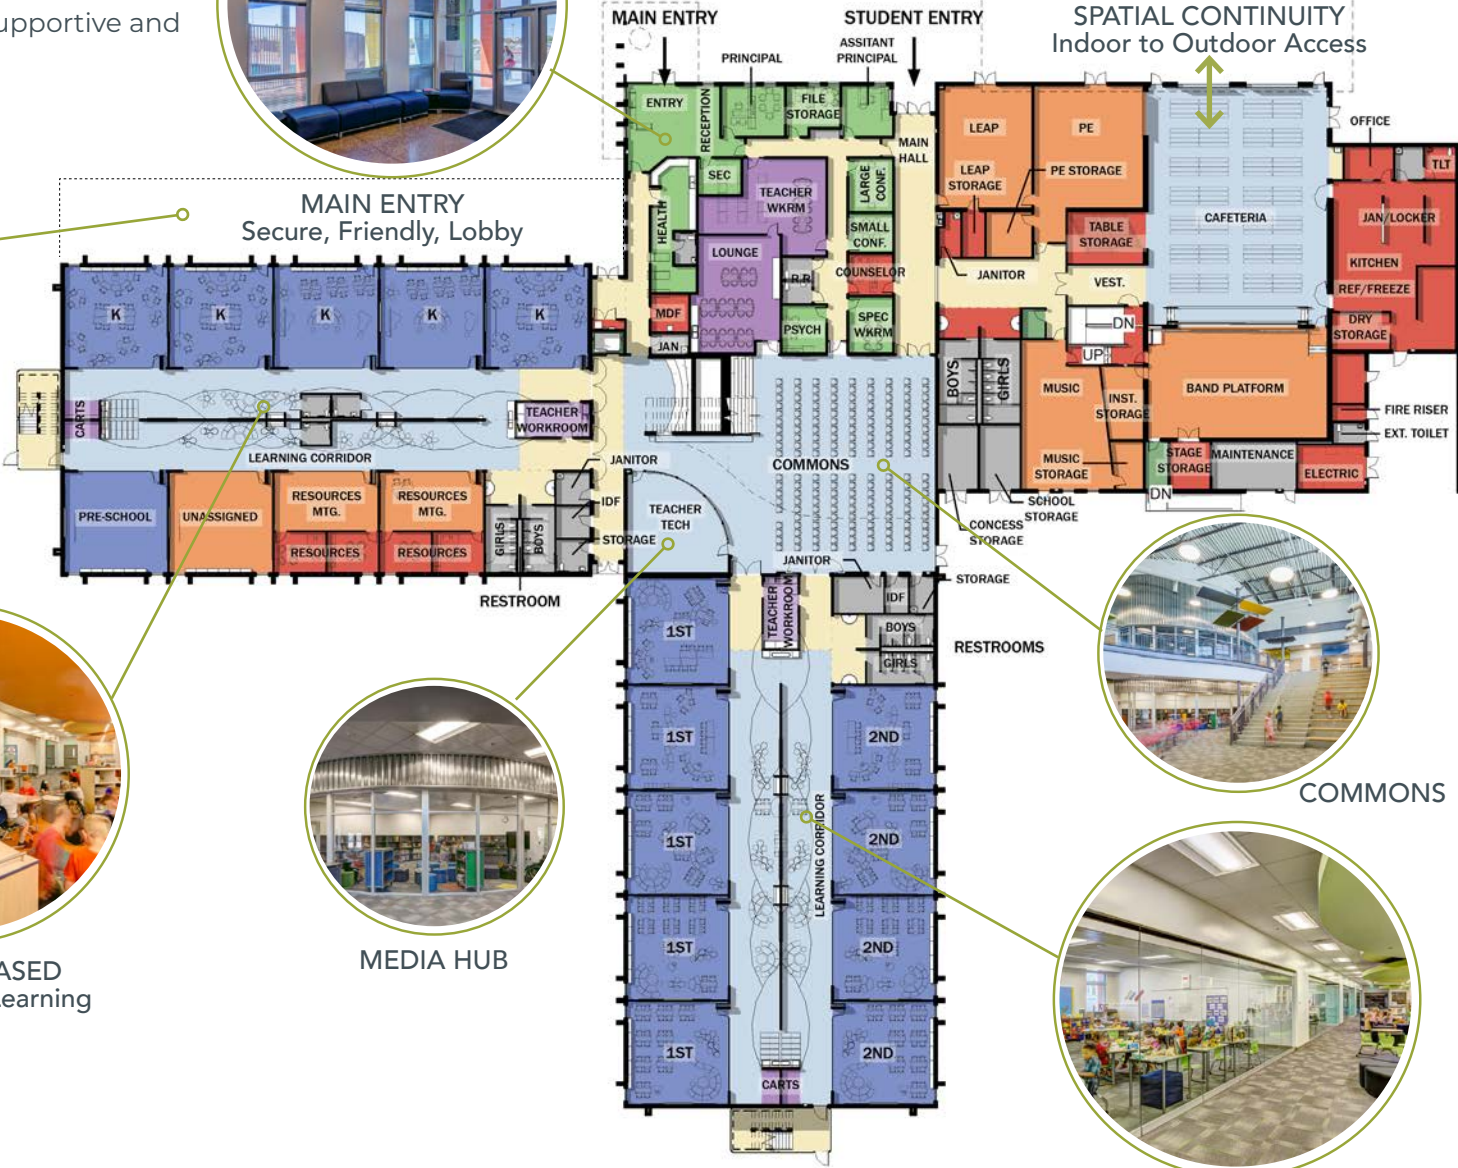 upportive and
MAIN ENTRY
STUDENT ENTRY
SPATIAL CONTINUITY
Indoor to Outdoor Access
PRINCIPAL
ASSITANT
PRINCIPAL
ENTRY
RECEPTION
FILE
STORAGE
MAIN
HALL
LEAP
PE
OFFICE
TLT
LEAP
STORAGE
PE STORAGE
SEC
TEACHER
WKRM
LARGE
CONF.
HEALTH
SMALL
CONF.
TABLE
STORAGE
CAFETERIA
JAN/LOCKER
MAIN ENTRY
Secure, Friendly, Lobby
LOUNGE
R.R
COUNSELOR
JANITOR
VEST.
KITCHEN
REF/FREEZE
DRY
STORAGE
K
K
K
K
K
MDF
JAN
PSYCH
SPEC
WKRM
DN
UP
BOYS
GIRLS
MUSIC
INST.
STORAGE
BAND PLATFORM
FIRE RISER
EXT. TOILET
CARTS
TEACHER
WORKROOM
LEARNING CORRIDOR
JANITOR
COMMONS
MUSIC
STORAGE
STAGE
STORAGE
MAINTENANCE
ELECTRIC
DN
SCHOOL
STORAGE
CONCESS
STORAGE
PRE-SCHOOL
UNASSIGNED
RESOURCES
MTG.
RESOURCES
MTG.
RESOURCES
RESOURCES
GIRLS
BOYS
IDF
STORAGE
TEACHER
TECH
RESTROOM
JANITOR
IDF
STORAGE
TEACHER
WORKROOM
BOYS
GIRLS
RESTROOMS
1ST
1ST
2ND
1ST
2ND
1ST
2ND
1ST
2ND
LEARNING CORRIDOR
CARTS
COMMONS
MEDIA HUB
ASED
earning